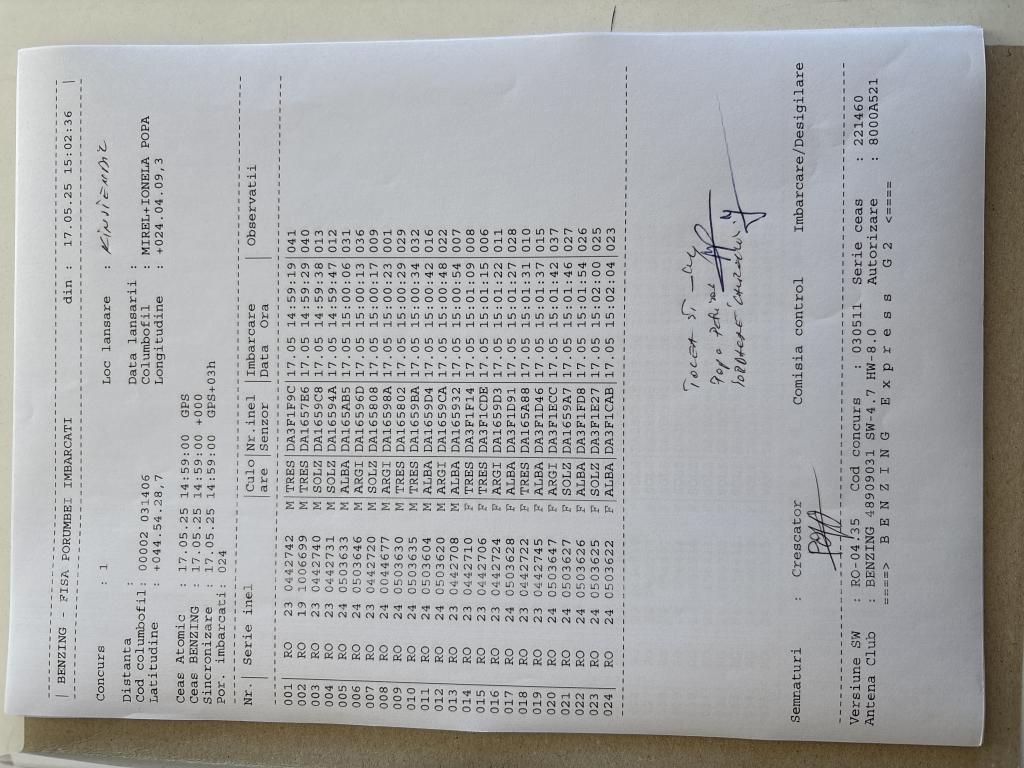 | BENZING   FISA PORUMBEI IMBARCATI          din :   17.05.25 15:02:36   |
Concurs     : 1                    Loc lansare   :
Distanta    :                      Data lansarii :
Cod columbofil: 00002 031406       Columbofil    : MIREL+IONELA POPA
Latitudine  : +044.54.28,7         Longitudine   : +024.04.09,3
Ceas Atomic   : 17.05.25 14:59:00  GPS
Ceas BENZING  : 17.05.25 14:59:00 +000
Sincronizare  : 17.05.25 14:59:00  GPS+03h
Por. imbarcati: 024
Nr. | Serie inel | Culo | Nr.inel | Imbarcare | Observatii
are | Senzor | Data Ora
001 RO 23 0442742 M TRES DA3F1F9C 17.05 14:59:19 041
002 RO 19 1006699 M TRES DA1657E6 17.05 14:59:29 040
003 RO 23 0442740 M SOLZ DA1659C8 17.05 14:59:38 013
004 RO 23 0442731 M SOLZ DA16594A 17.05 14:59:47 012
005 RO 24 0503633 M ALBA DA165AB5 17.05 15:00:06 031
006 RO 24 0503646 M ARGI DA16596D 17.05 15:00:13 036
007 RO 23 0442720 M SOLZ DA165808 17.05 15:00:17 009
008 RO 24 0044677 M ARGI DA16598A 17.05 15:00:23 001
009 RO 24 0503630 M TRES DA165802 17.05 15:00:29 029
010 RO 24 0503635 M TRES DA1659BA 17.05 15:00:34 032
011 RO 24 0503604 M ALBA DA1659D4 17.05 15:00:42 016
012 RO 24 0503620 M ARGI DA1659CA 17.05 15:00:48 022
013 RO 23 0442708 M ALBA DA165932 17.05 15:00:54 007
014 RO 23 0442710 F TRES DA3F1F14 17.05 15:01:09 008
015 RO 23 0442706 F TRES DA3F1CDE 17.05 15:01:15 006
016 RO 23 0442724 F ARGI DA1659D3 17.05 15:01:22 011
017 RO 24 0503628 F ALBA DA3F1D91 17.05 15:01:27 028
018 RO 23 0442722 F TRES DA165A88 17.05 15:01:31 010
019 RO 23 0442745 F ALBA DA3F1D46 17.05 15:01:37 015
020 RO 24 0503647 F ARGI DA3F1ECC 17.05 15:01:42 037
021 RO 24 0503627 F SOLZ DA1659A7 17.05 15:01:46 027
022 RO 24 0503626 F ALBA DA3F1FD8 17.05 15:01:54 026
023 RO 24 0503625 F SOLZ DA3F1E27 17.05 15:02:00 025
024 RO 24 0503622 F ALBA DA3F1CAB 17.05 15:02:04 023
Semnaturi   :   Crescator          Comisia control     Imbarcare/Desigilare
Versiune SW  : RO-04.35  Cod concurs   : 030511  Serie ceas  : 221460
Antena Club  : BENZING 48909031 SW-4.7 HW-8.0   Autorizare   : 8000A521
====> B E N Z I N G   E x p r e s s   G 2   <====